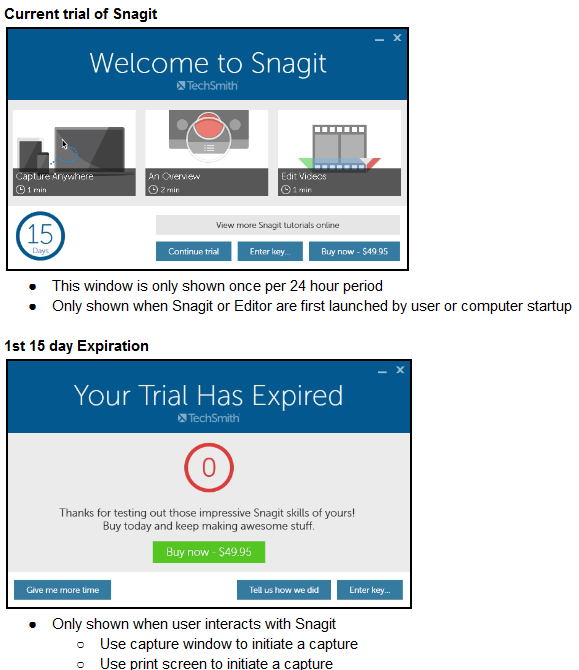 Current trial of Snagit
Welcome to Snagit
TechSmith
Capture Anywhere
1 min
An Overview
2 min
Edit Videos
1 min
15
Days
View more Snagit tutorials online
Continue trial
Enter key...
Buy now - $49.95
● This window is only shown once per 24 hour period
● Only shown when Snagit or Editor are first launched by user or computer startup
1st 15 day Expiration
Your Trial Has Expired
TechSmith
0
Thanks for testing out those impressive Snagit skills of yours!
Buy today and keep making awesome stuff.
Buy now - $49.95
Give me more time
Tell us how we did
Enter key...
● Only shown when user interacts with Snagit
○ Use capture window to initiate a capture
○ Use print screen to initiate a capture